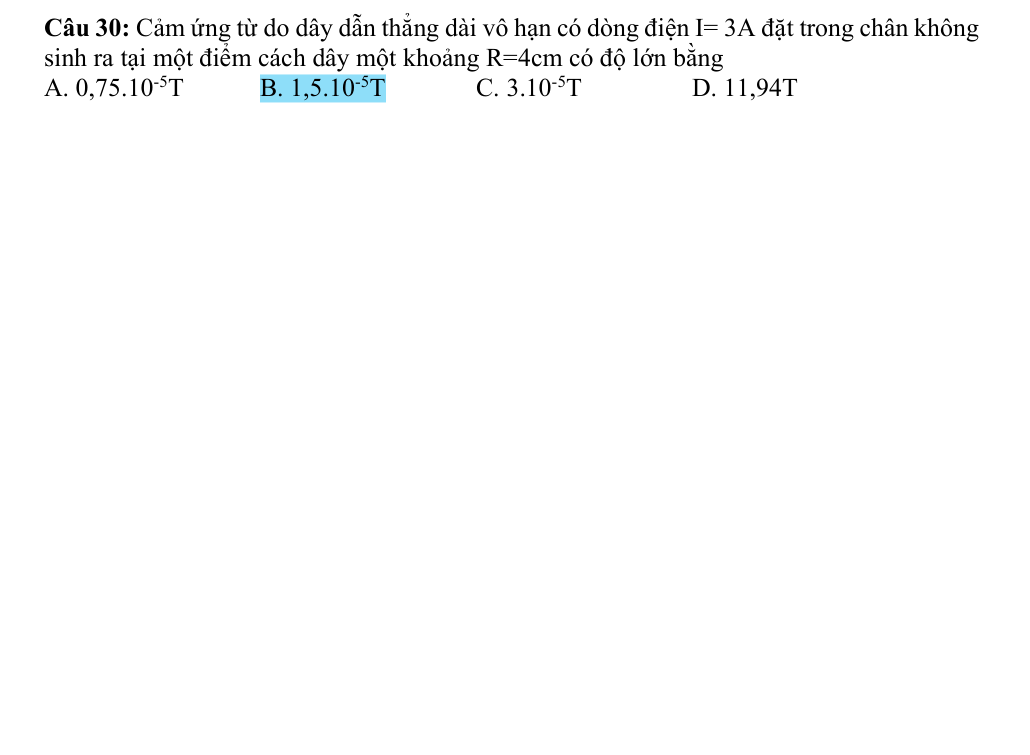 Câu 30: Cảm ứng từ do dây dẫn thẳng dài vô hạn có dòng điện I= 3A đặt trong chân không
sinh ra tại một điểm cách dây một khoảng R=4cm có độ lớn bằng
A. 0,75.10⁻⁵T B. 1,5.10⁻⁵T C. 3.10⁻⁵T D. 11,94T